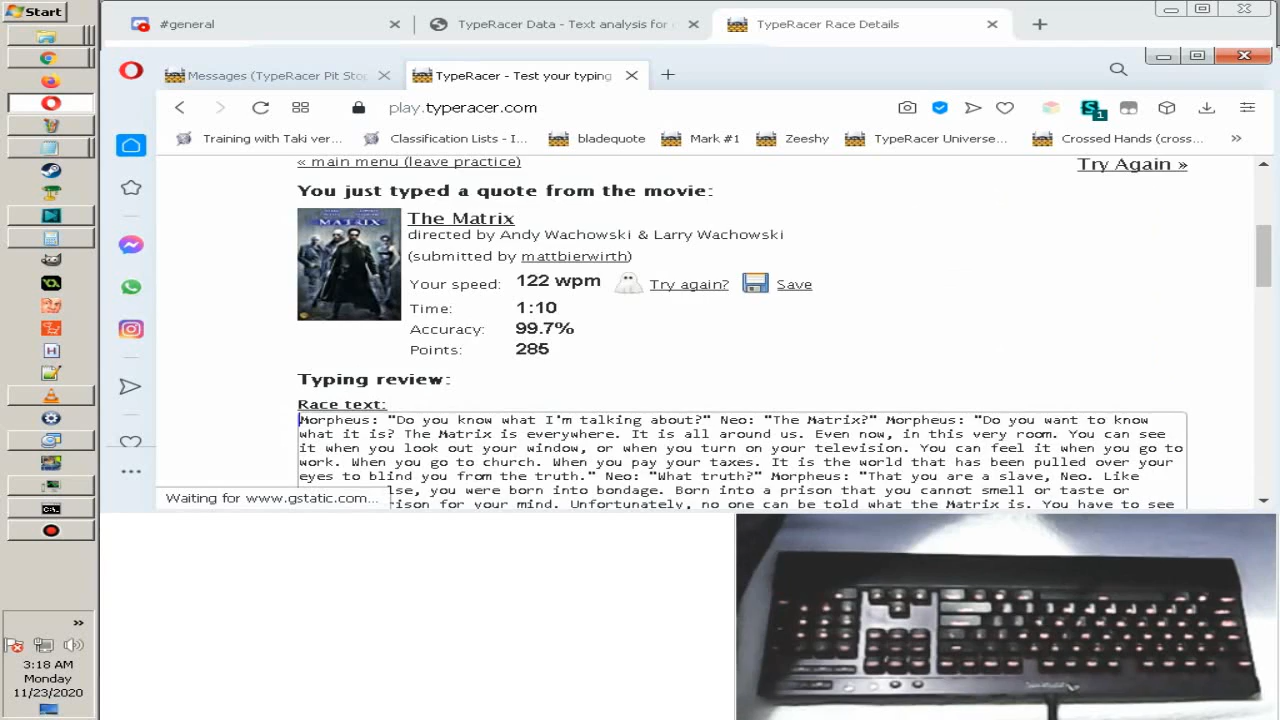 Start
#general
TypeRacer Data - Text analysis for
TypeRacer Race Details
Messages (TypeRacer Pit Stop
TypeRacer - Test your typing
play.typeracer.com
1
Training with Taki ver...
Classification Lists - I...
bladequote
Mark #1
Zeeshy
TypeRacer Universe...
Crossed Hands (cross...
« main menu (leave practice)
Try Again »
You just typed a quote from the movie:
The Matrix
directed by Andy Wachowski & Larry Wachowski
(submitted by mattbierwirth)
Your speed: 122 wpm Try again? Save
Time: 1:10
Accuracy: 99.7%
Points: 285
MATRIX
Typing review:
Race text:
Morpheus: "Do you know what I'm talking about?" Neo: "The Matrix?" Morpheus: "Do you want to know
what it is? The Matrix is everywhere. It is all around us. Even now, in this very room. You can see
it when you look out your window, or when you turn on your television. You can feel it when you go to
work. When you go to church. When you pay your taxes. It is the world that has been pulled over your
eyes to blind you from the truth." Neo: "What truth?" Morpheus: "That you are a slave, Neo. Like
lse, you were born into bondage. Born into a prison that you cannot smell or taste or
rison for your mind. Unfortunately, no one can be told what the Matrix is. You have to see
Waiting for www.gstatic.com...
3:18 AM
Monday
11/23/2020